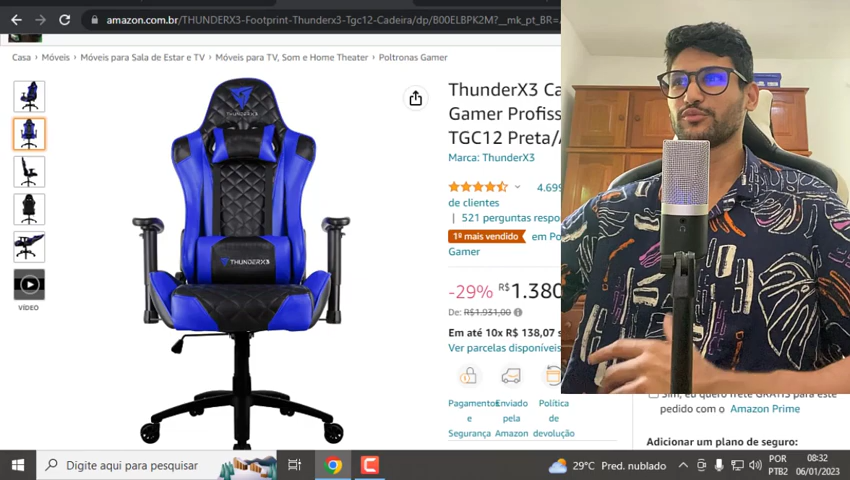 amazon.com.br/THUNDERX3-Footprint-Thunderx3-Tgc12-Cadeira/dp/B00ELBPK2M?__mk_pt_BR=
Casa › Móveis › Móveis para Sala de Estar e TV › Móveis para TV, Som e Home Theater › Poltronas Gamer
THUNDERX3
THUNDERX3
VÍDEO
ThunderX3 Ca
Gamer Profiss
TGC12 Preta/
Marca: ThunderX3
4.699
de clientes
| 521 perguntas respo
1º mais vendido em Po
Gamer
-29% R$ 1.380
De: R$1.931,00
Em até 10x R$ 138,07 s
Ver parcelas disponíveis
Pagamentos e Segurança
Enviado pela Amazon
Política de devolução
Sim, eu quero frete GRÁTIS para este
pedido com o Amazon Prime
Adicionar um plano de seguro:
Digite aqui para pesquisar
29°C Pred. nublado
POR
PTB2
08:32
06/01/2023